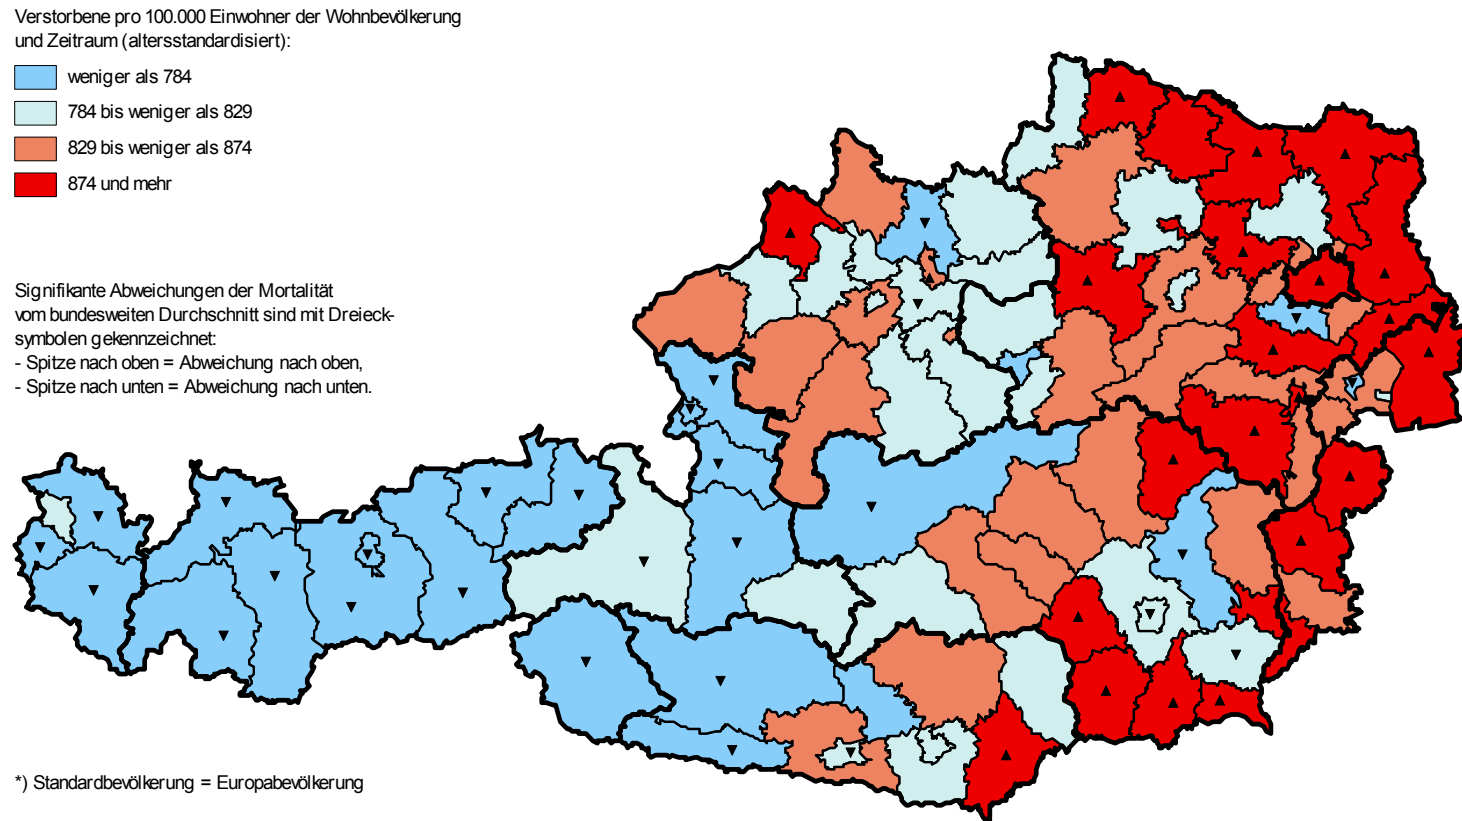 Verstorbene pro 100.000 Einwohner der Wohnbevölkerung
und Zeitraum (altersstandardisiert):
weniger als 784
784 bis weniger als 829
829 bis weniger als 874
874 und mehr
Signifikante Abweichungen der Mortalität
vom bundesweiten Durchschnitt sind mit Dreieck-
symbolen gekennzeichnet:
- Spitze nach oben = Abweichung nach oben,
- Spitze nach unten = Abweichung nach unten.
*) Standardbevölkerung = Europabevölkerung